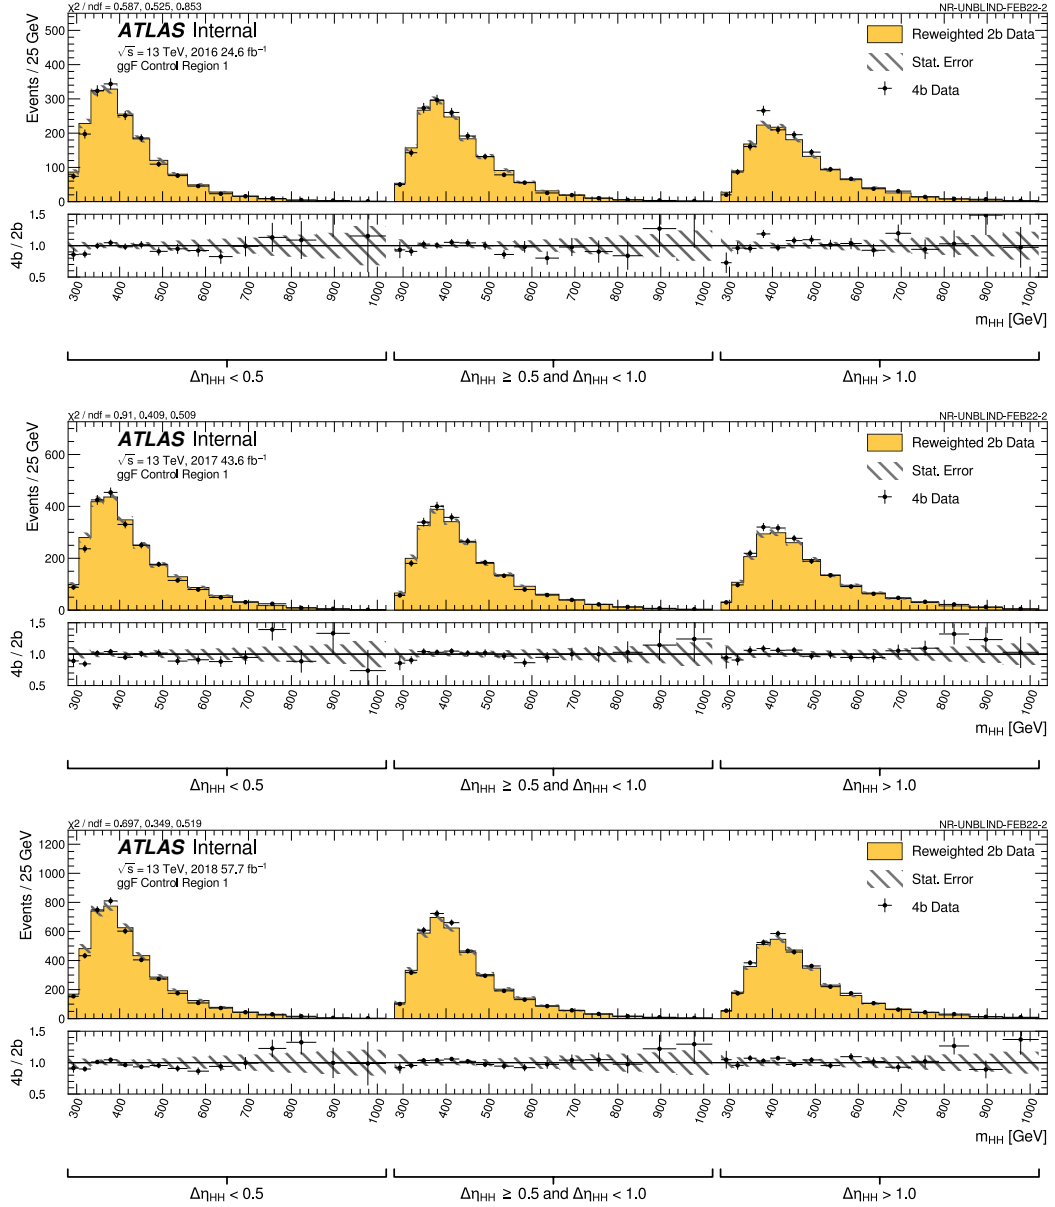 χ2 / ndf = 0.587, 0.525, 0.853
NR-UNBLIND-FEB22-2
Events / 25 GeV
500
400
300
200
100
0
ATLAS Internal
√s = 13 TeV, 2016 24.6 fb⁻¹
ggF Control Region 1
Reweighted 2b Data
Stat. Error
4b Data
4b / 2b
1.5
1.0
0.5
300 400 500 600 700 800 900 1000 300 400 500 600 700 800 900 1000 300 400 500 600 700 800 900 1000
m_HH [GeV]
Δη_HH < 0.5
Δη_HH ≥ 0.5 and Δη_HH < 1.0
Δη_HH > 1.0
χ2 / ndf = 0.91, 0.409, 0.509
NR-UNBLIND-FEB22-2
Events / 25 GeV
600
400
200
0
ATLAS Internal
√s = 13 TeV, 2017 43.6 fb⁻¹
ggF Control Region 1
Reweighted 2b Data
Stat. Error
4b Data
4b / 2b
1.5
1.0
0.5
300 400 500 600 700 800 900 1000 300 400 500 600 700 800 900 1000 300 400 500 600 700 800 900 1000
m_HH [GeV]
Δη_HH < 0.5
Δη_HH ≥ 0.5 and Δη_HH < 1.0
Δη_HH > 1.0
χ2 / ndf = 0.697, 0.349, 0.519
NR-UNBLIND-FEB22-2
Events / 25 GeV
1200
1000
800
600
400
200
0
ATLAS Internal
√s = 13 TeV, 2018 57.7 fb⁻¹
ggF Control Region 1
Reweighted 2b Data
Stat. Error
4b Data
4b / 2b
1.5
1.0
0.5
300 400 500 600 700 800 900 1000 300 400 500 600 700 800 900 1000 300 400 500 600 700 800 900 1000
m_HH [GeV]
Δη_HH < 0.5
Δη_HH ≥ 0.5 and Δη_HH < 1.0
Δη_HH > 1.0